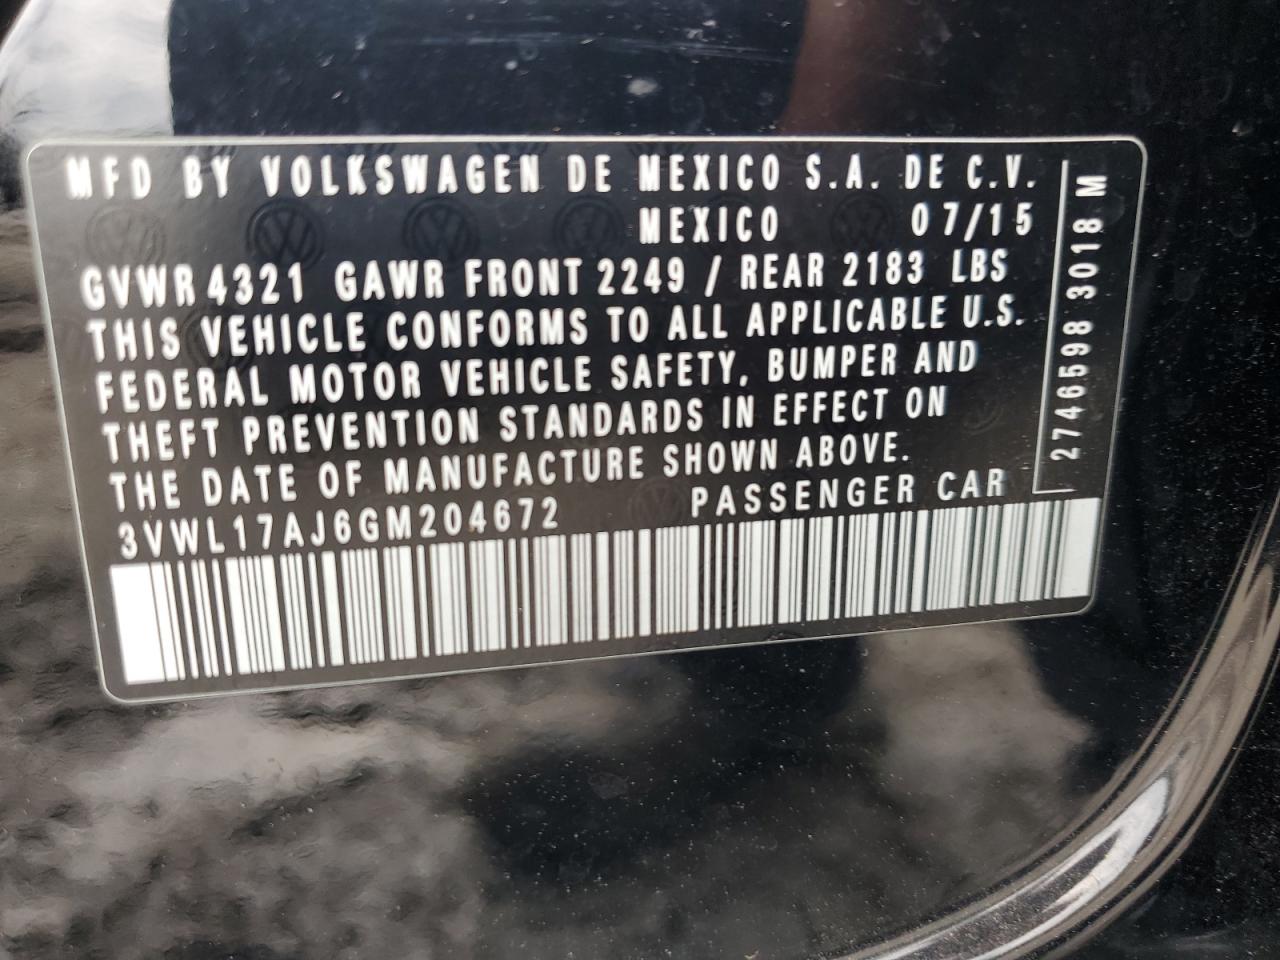 MFD BY VOLKSWAGEN DE MEXICO S.A. DE C.V.
MEXICO 07/15
GVWR 4321 GAWR FRONT 2249 / REAR 2183 LBS
THIS VEHICLE CONFORMS TO ALL APPLICABLE U.S.
FEDERAL MOTOR VEHICLE SAFETY, BUMPER AND
THEFT PREVENTION STANDARDS IN EFFECT ON
THE DATE OF MANUFACTURE SHOWN ABOVE.
3VWL17AJ6GM204672 PASSENGER CAR
2746598 3018 M